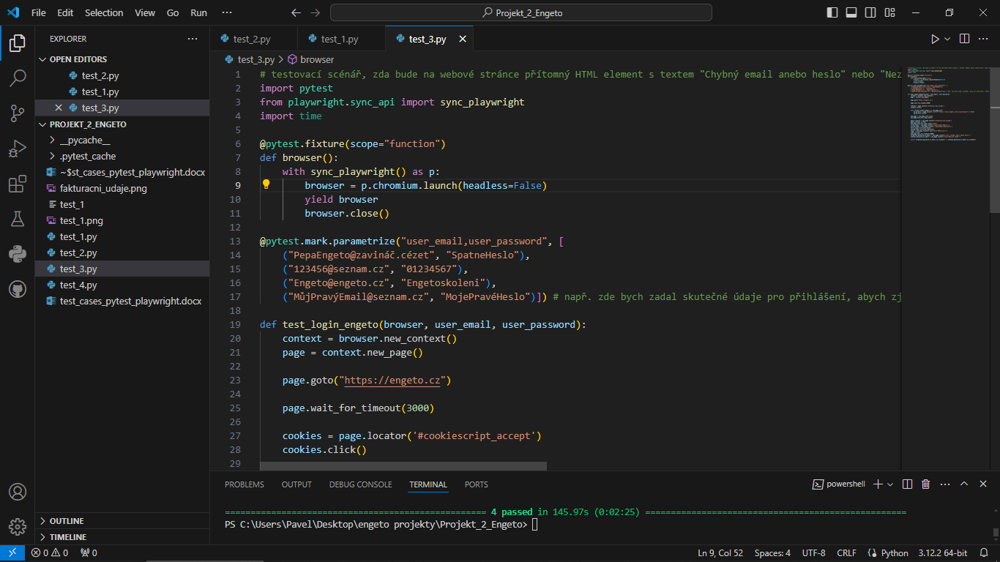 File Edit Selection View Go Run ··· Projekt_2_Engeto
EXPLORER ···
OPEN EDITORS
test_2.py
test_1.py
test_3.py
PROJEKT_2_ENGETO
__pycache__
.pytest_cache
~$st_cases_pytest_playwright.docx
fakturacni_udaje.png
test_1
test_1.png
test_1.py
test_2.py
test_3.py
test_4.py
test_cases_pytest_playwright.docx
OUTLINE
TIMELINE
test_2.py test_1.py test_3.py
test_3.py > browser
1 # testovací scénář, zda bude na webové stránce přítomný HTML element s textem "Chybný email anebo heslo" nebo "Nez
2 import pytest
3 from playwright.sync_api import sync_playwright
4 import time
5
6 @pytest.fixture(scope="function")
7 def browser():
8     with sync_playwright() as p:
9         browser = p.chromium.launch(headless=False)
10         yield browser
11         browser.close()
12
13 @pytest.mark.parametrize("user_email,user_password", [
14     ("PepaEngeto@zavináč.cézet", "SpatneHeslo"),
15     ("123456@seznam.cz", "01234567"),
16     ("Engeto@engeto.cz", "Engetoskoleni"),
17     ("MůjPravýEmail@seznam.cz", "MojePravéHeslo")]) # např. zde bych zadal skutečné údaje pro přihlášení, abych zj
18
19 def test_login_engeto(browser, user_email, user_password):
20     context = browser.new_context()
21     page = context.new_page()
22
23     page.goto("https://engeto.cz")
24
25     page.wait_for_timeout(3000)
26
27     cookies = page.locator('#cookiescript_accept')
28     cookies.click()
29
PROBLEMS OUTPUT DEBUG CONSOLE TERMINAL PORTS powershell
=================================================== 4 passed in 145.97s (0:02:25) ===================================================
PS C:\Users\Pavel\Desktop\engeto projekty\Projekt_2_Engeto>
0 0 0 Ln 9, Col 52 Spaces: 4 UTF-8 CRLF Python 3.12.2 64-bit